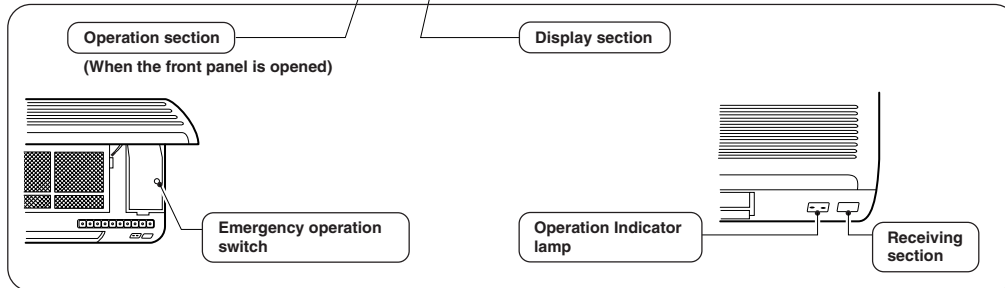 Operation section
(When the front panel is opened)
Display section
Emergency operation
switch
Operation Indicator
lamp
Receiving
section